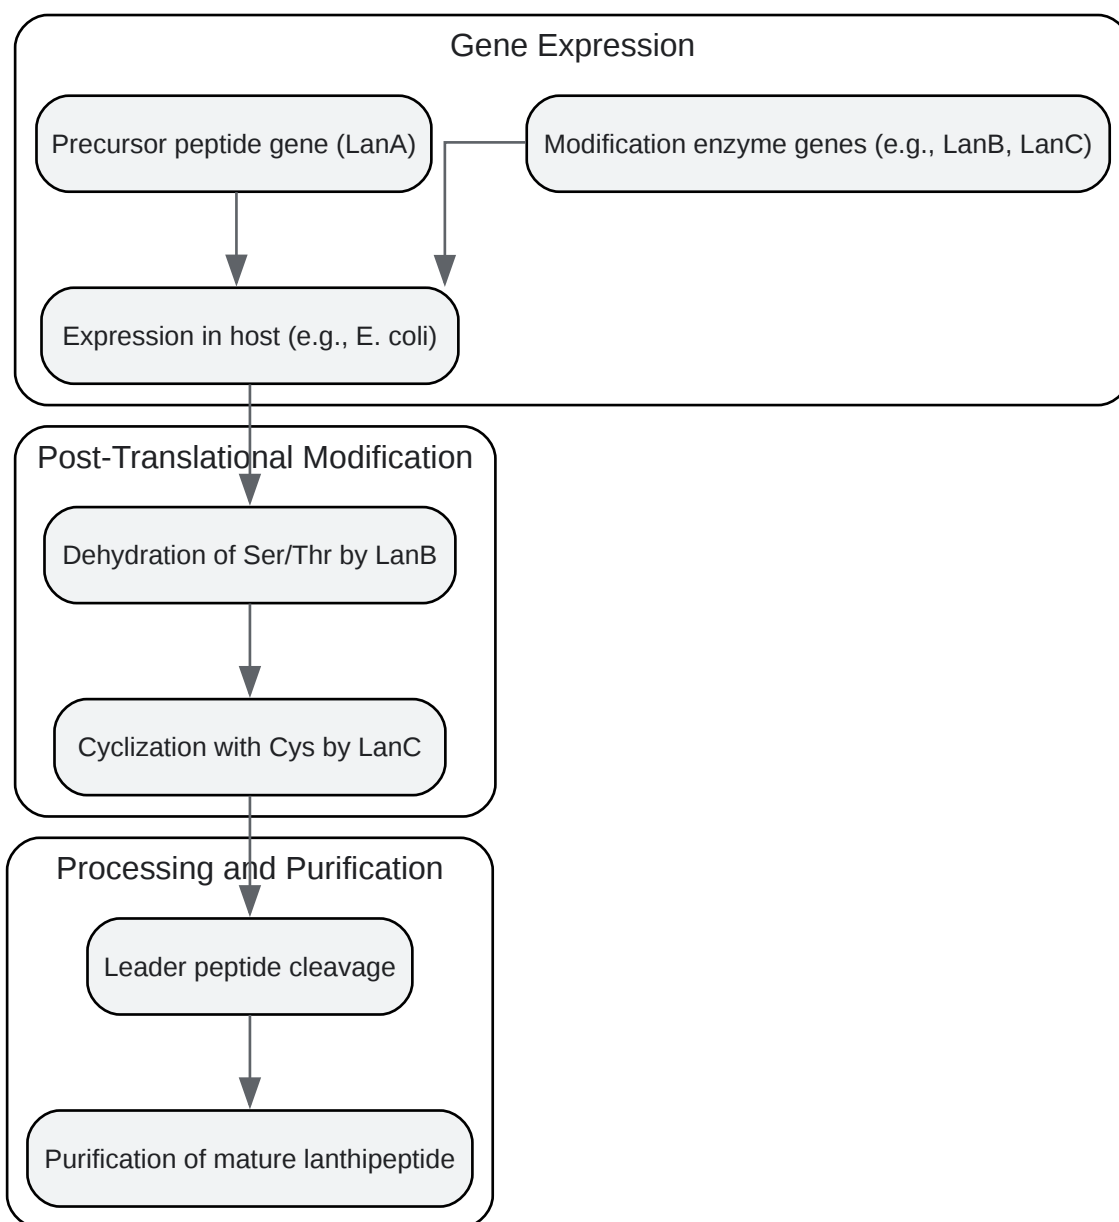 Gene Expression
Precursor peptide gene (LanA)
Modification enzyme genes (e.g., LanB, LanC)
Expression in host (e.g., E. coli)
Post-Translational Modification
Dehydration of Ser/Thr by LanB
Cyclization with Cys by LanC
Processing and Purification
Leader peptide cleavage
Purification of mature lanthipeptide